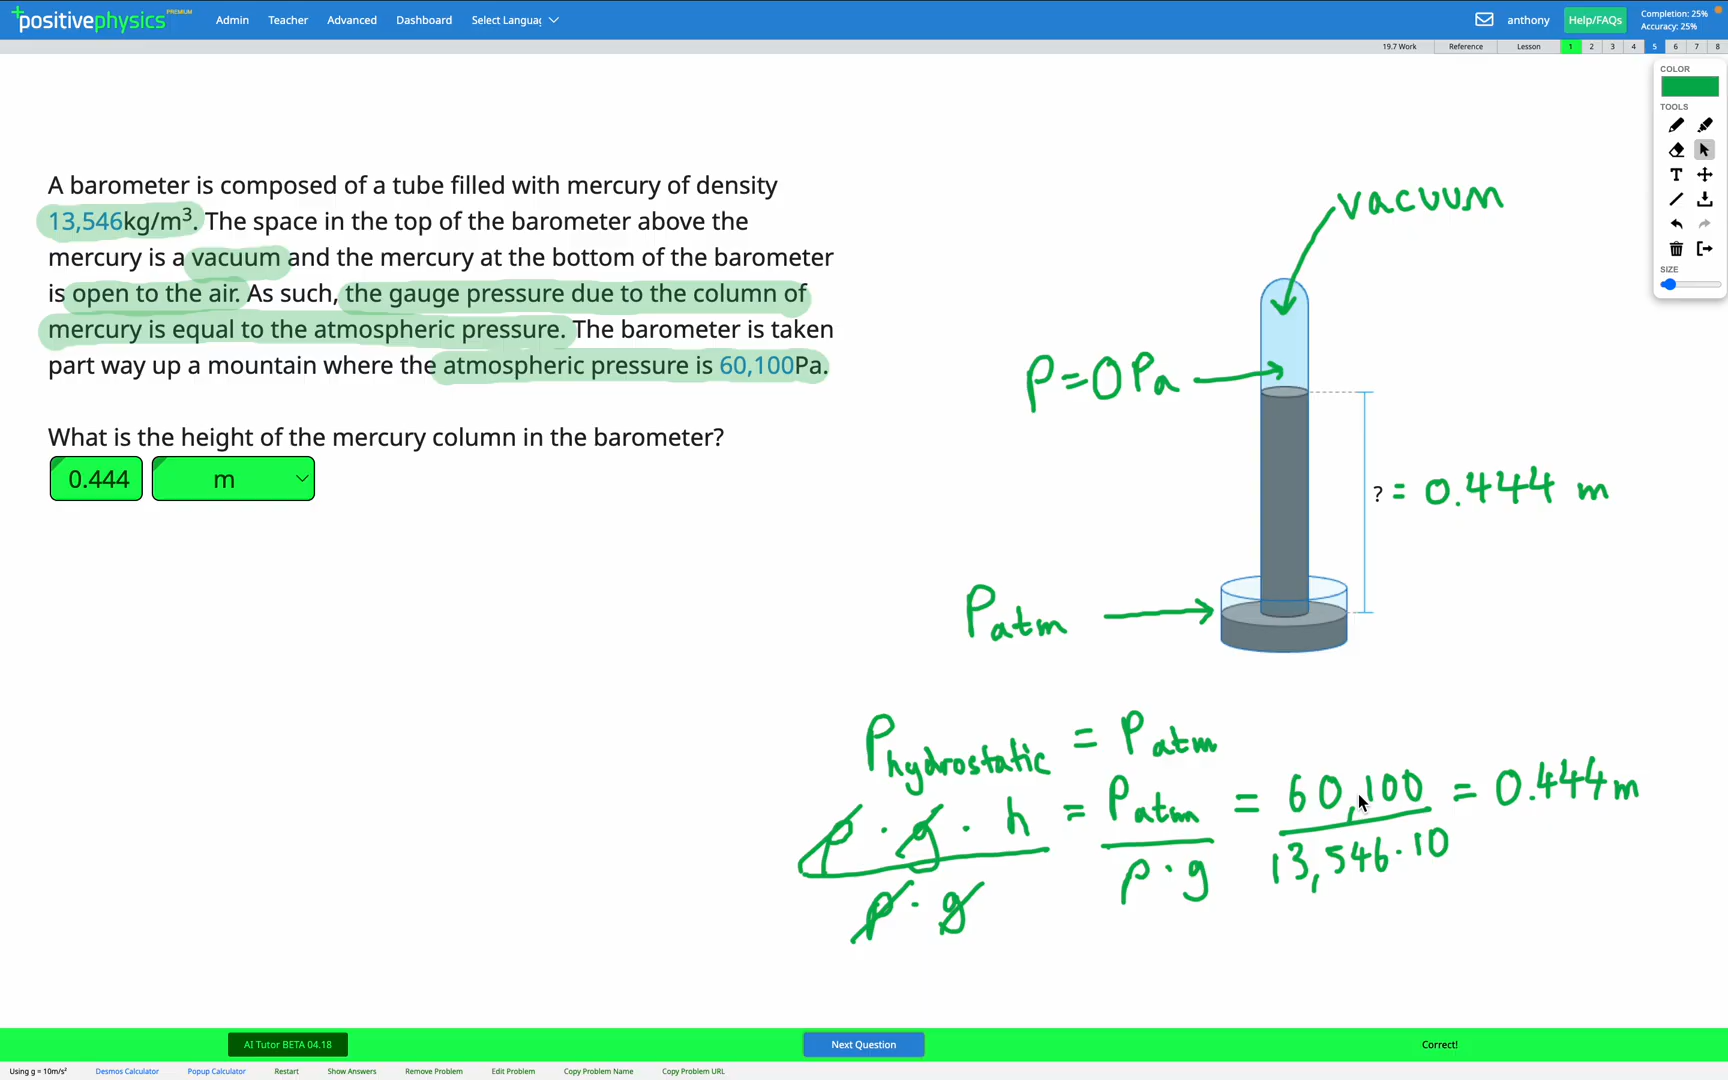 +positivephysics PREMIUM Admin Teacher Advanced Dashboard Select Languag anthony Help/FAQs Completion: 25%
Accuracy: 25%
19.7 Work Reference Lesson 1 2 3 4 5 6 7 8
COLOR
TOOLS
T
SIZE
A barometer is composed of a tube filled with mercury of density
13,546kg/m³. The space in the top of the barometer above the
mercury is a vacuum and the mercury at the bottom of the barometer
is open to the air. As such, the gauge pressure due to the column of
mercury is equal to the atmospheric pressure. The barometer is taken
part way up a mountain where the atmospheric pressure is 60,100Pa.
What is the height of the mercury column in the barometer?
0.444 m
vacuum
P=0Pa
? = 0.444 m
Patm
Phydrostatic = Patm
ρ · g · h = Patm = 60,100 = 0.444m
ρ · g ρ · g 13,546·10
AI Tutor BETA 04.18 Next Question Correct!
Using g = 10m/s² Desmos Calculator Popup Calculator Restart Show Answers Remove Problem Edit Problem Copy Problem Name Copy Problem URL